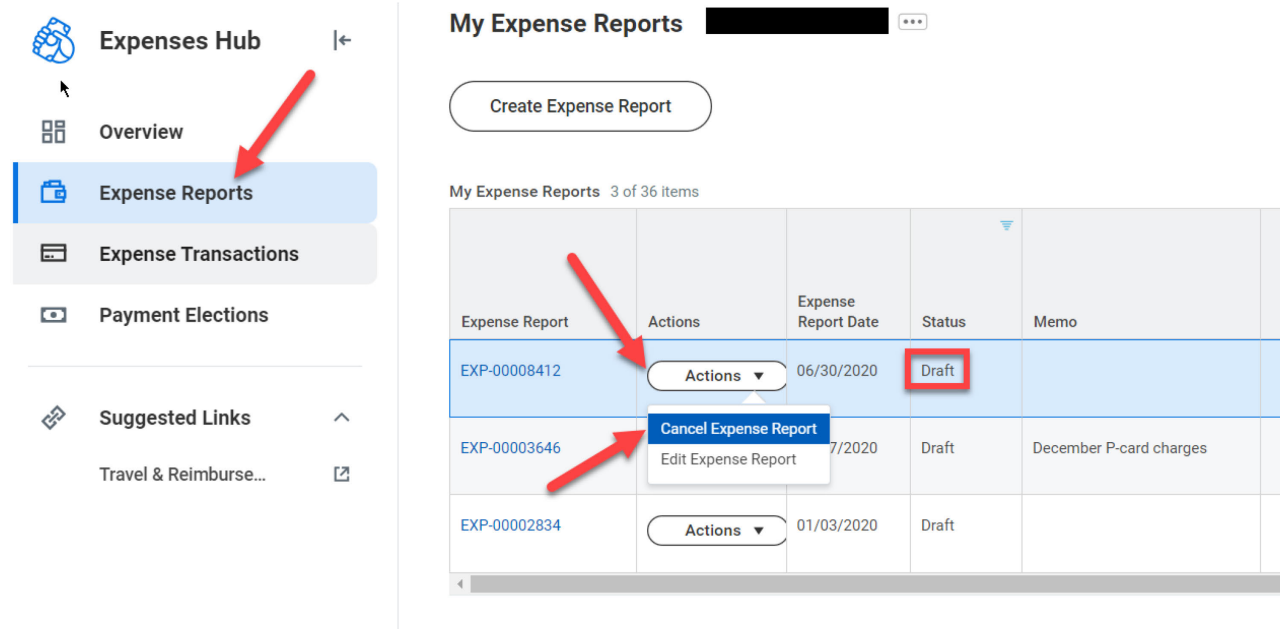 Expenses Hub
Overview
Expense Reports
Expense Transactions
Payment Elections
Suggested Links
Travel & Reimburse...
My Expense Reports
Create Expense Report
My Expense Reports 3 of 36 items
Expense Report Actions Expense Report Date Status Memo
EXP-00008412 Actions 06/30/2020 Draft
Cancel Expense Report
Edit Expense Report
EXP-00003646 7/2020 Draft December P-card charges
EXP-00002834 Actions 01/03/2020 Draft